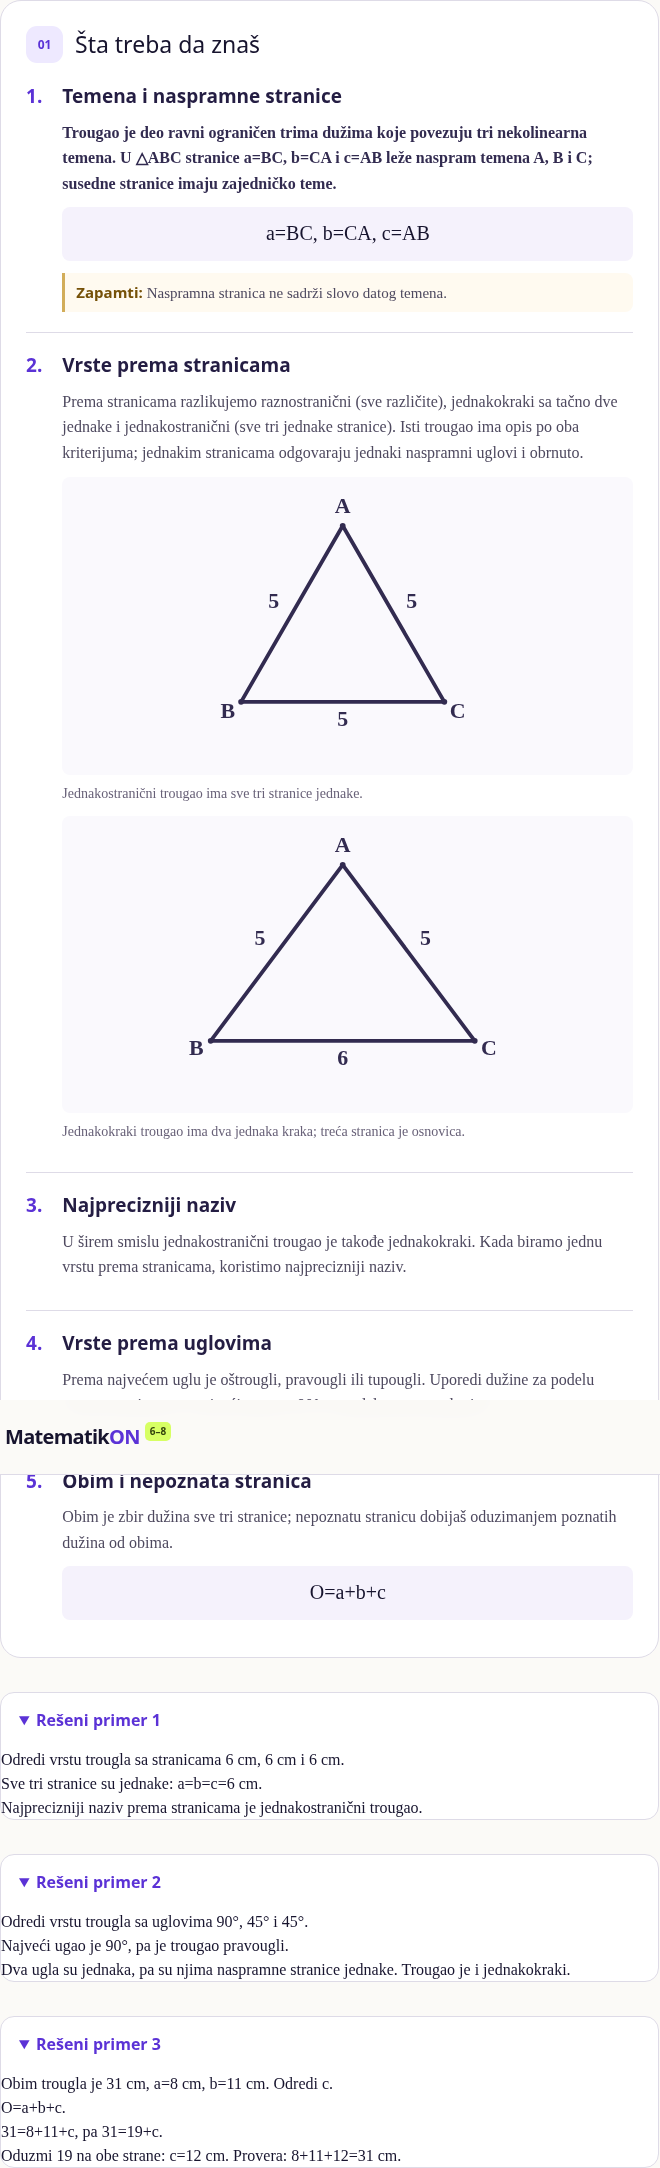 01 Šta treba da znaš
1. Temena i naspramne stranice
Trougao je deo ravni ograničen trima dužima koje povezuju tri nekolinearna
temena. U △ABC stranice a=BC, b=CA i c=AB leže naspram temena A, B i C;
susedne stranice imaju zajedničko teme.
a=BC, b=CA, c=AB
Zapamti: Naspramna stranica ne sadrži slovo datog temena.
2. Vrste prema stranicama
Prema stranicama razlikujemo raznostranični (sve različite), jednakokraki sa tačno dve
jednake i jednakostranični (sve tri jednake stranice). Isti trougao ima opis po oba
kriterijuma; jednakim stranicama odgovaraju jednaki naspramni uglovi i obrnuto.
A
5 5
B C
5
Jednakostranični trougao ima sve tri stranice jednake.
A
5 5
B C
6
Jednakokraki trougao ima dva jednaka kraka; treća stranica je osnovica.
3. Najprecizniji naziv
U širem smislu jednakostranični trougao je takođe jednakokraki. Kada biramo jednu
vrstu prema stranicama, koristimo najprecizniji naziv.
4. Vrste prema uglovima
Prema najvećem uglu je oštrougli, pravougli ili tupougli. Uporedi dužine za podelu
MatematikON 6–8
5. Obim i nepoznata stranica
Obim je zbir dužina sve tri stranice; nepoznatu stranicu dobijaš oduzimanjem poznatih
dužina od obima.
O=a+b+c
▼ Rešeni primer 1
Odredi vrstu trougla sa stranicama 6 cm, 6 cm i 6 cm.
Sve tri stranice su jednake: a=b=c=6 cm.
Najprecizniji naziv prema stranicama je jednakostranični trougao.
▼ Rešeni primer 2
Odredi vrstu trougla sa uglovima 90°, 45° i 45°.
Najveći ugao je 90°, pa je trougao pravougli.
Dva ugla su jednaka, pa su njima naspramne stranice jednake. Trougao je i jednakokraki.
▼ Rešeni primer 3
Obim trougla je 31 cm, a=8 cm, b=11 cm. Odredi c.
O=a+b+c.
31=8+11+c, pa 31=19+c.
Oduzmi 19 na obe strane: c=12 cm. Provera: 8+11+12=31 cm.